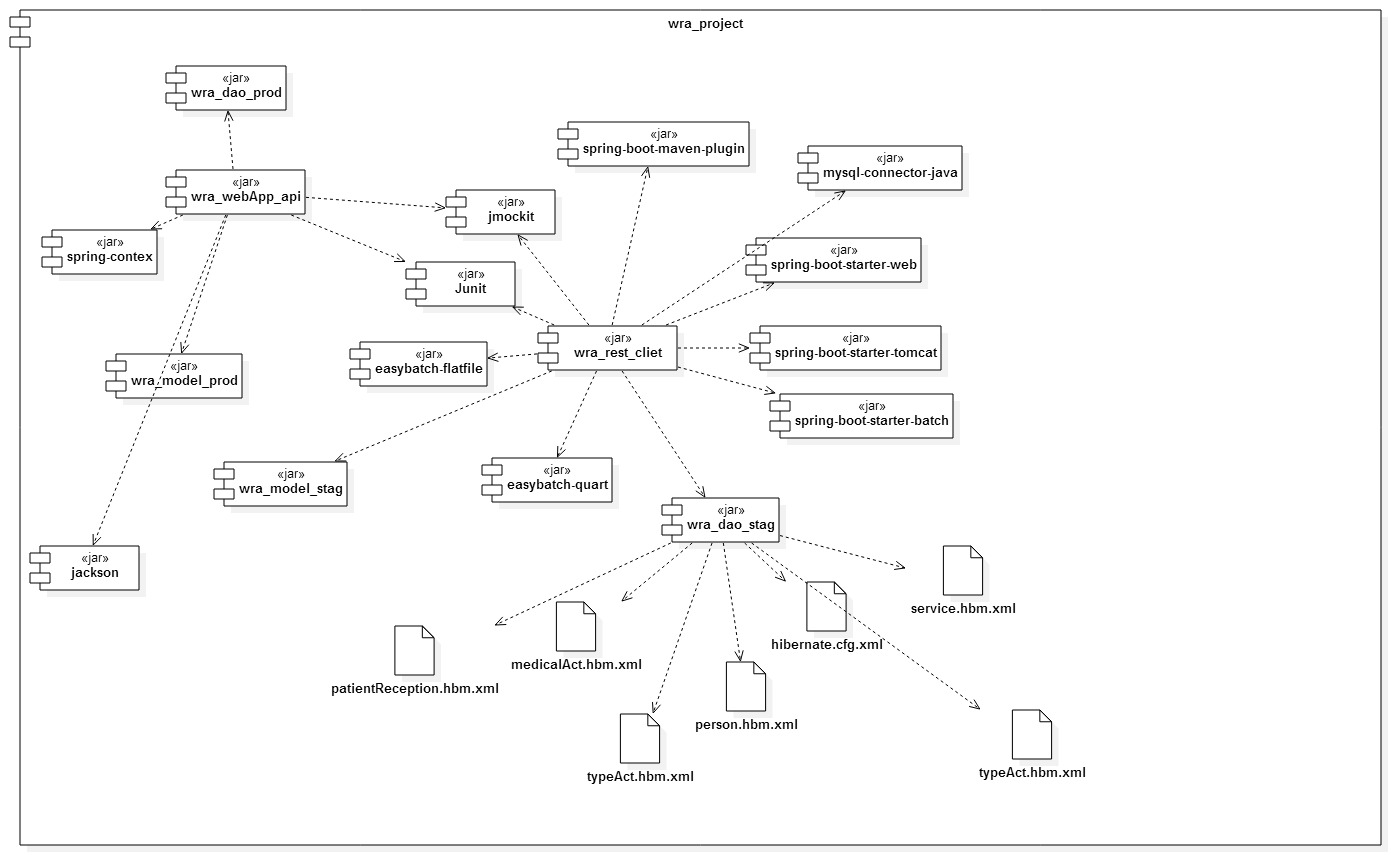 wra_project
«jar»
wra_dao_prod
«jar»
spring-boot-maven-plugin
«jar»
mysql-connector-java
«jar»
wra_webApp_api
«jar»
jmockit
«jar»
spring-contex
«jar»
spring-boot-starter-web
«jar»
Junit
«jar»
wra_rest_cliet
«jar»
spring-boot-starter-tomcat
«jar»
easybatch-flatfile
«jar»
wra_model_prod
«jar»
spring-boot-starter-batch
«jar»
wra_model_stag
«jar»
easybatch-quart
«jar»
wra_dao_stag
«jar»
jackson
service.hbm.xml
hibernate.cfg.xml
medicalAct.hbm.xml
patientReception.hbm.xml
person.hbm.xml
typeAct.hbm.xml
typeAct.hbm.xml